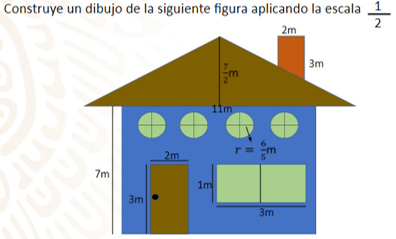 Construye un dibujo de la siguiente figura aplicando la escala 1/2
2m
3m
7/2 m
11m
r = 6/5 m
2m
7m
1m
3m
3m